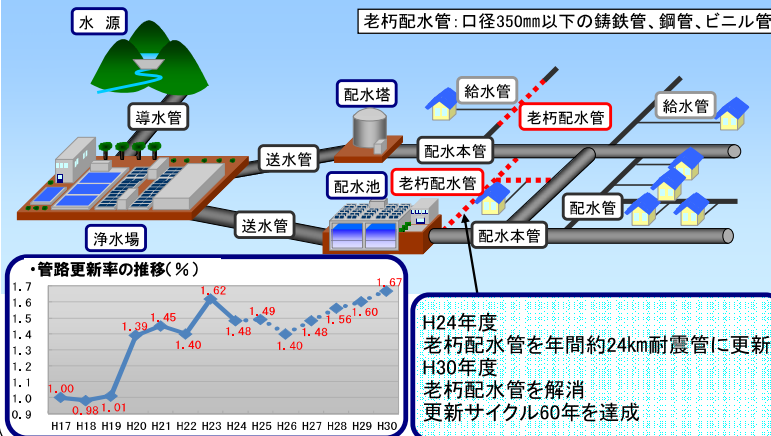 水 源
老朽配水管：口径350mm以下の鋳鉄管、鋼管、ビニル管
配水塔
給水管
給水管
導水管
老朽配水管
送水管
配水本管
配水池
老朽配水管
配水管
浄水場
送水管
配水本管
・管路更新率の推移（％）
1.7
1.6
1.5
1.4
1.3
1.2
1.1
1.0
0.9
1.00
0.98
1.01
1.39
1.45
1.40
1.62
1.48
1.49
1.40
1.48
1.56
1.60
1.67
H17 H18 H19 H20 H21 H22 H23 H24 H25 H26 H27 H28 H29 H30
H24年度
老朽配水管を年間約24km耐震管に更新
H30年度
老朽配水管を解消
更新サイクル60年を達成